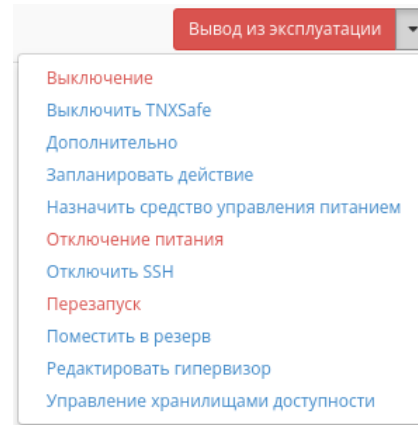 Вывод из эксплуатации
Выключение
Выключить TNXSafe
Дополнительно
Запланировать действие
Назначить средство управления питанием
Отключение питания
Отключить SSH
Перезапуск
Поместить в резерв
Редактировать гипервизор
Управление хранилищами доступности